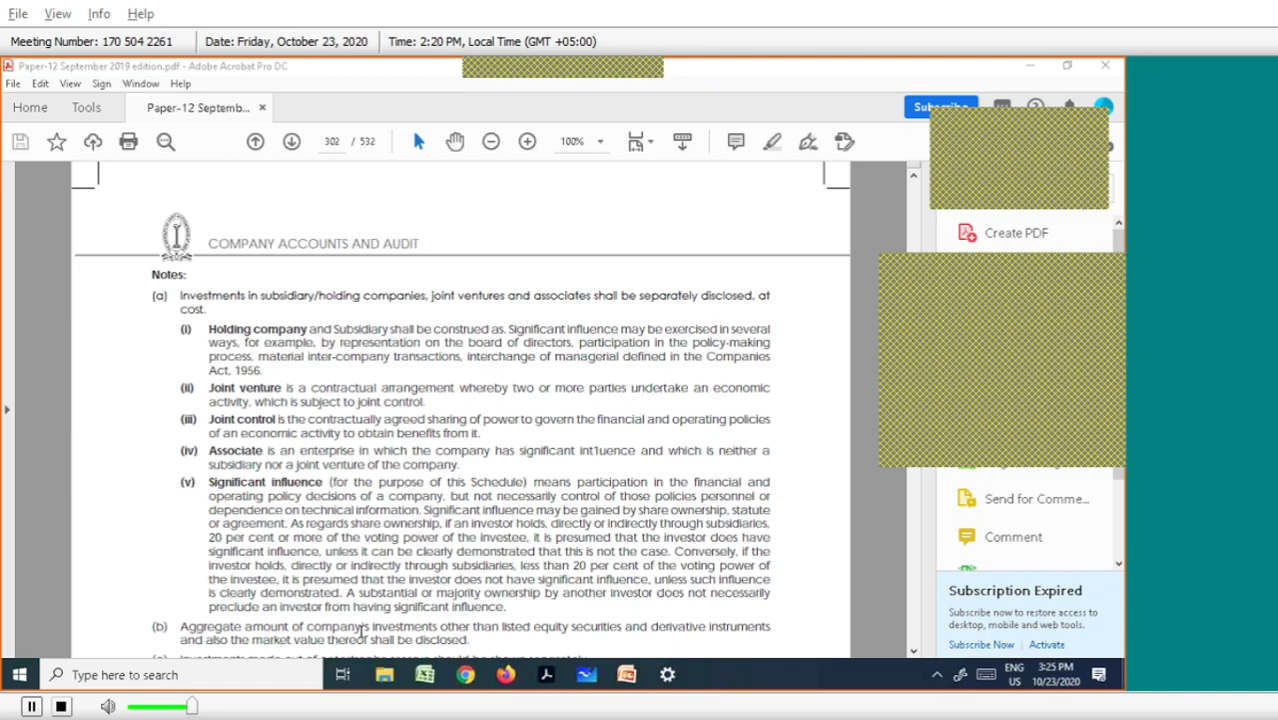 File View Info Help
Meeting Number: 170 504 2261 Date: Friday, October 23, 2020 Time: 2:20 PM, Local Time (GMT +05:00)
Paper-12 September 2019 edition.pdf - Adobe Acrobat Pro DC
File Edit View Sign Window Help
Home Tools Paper-12 Septemb... ×
302 / 532 100%
COMPANY ACCOUNTS AND AUDIT
Create PDF
Notes:
(a) Investments in subsidiary/holding companies, joint ventures and associates shall be separately disclosed, at
cost.
(i) Holding company and Subsidiary shall be construed as. Significant influence may be exercised in several
ways, for example, by representation on the board of directors, participation in the policy-making
process, material inter-company transactions, interchange of managerial defined in the Companies
Act, 1956.
(ii) Joint venture is a contractual arrangement whereby two or more parties undertake an economic
activity, which is subject to joint control.
(iii) Joint control is the contractually agreed sharing of power to govern the financial and operating policies
of an economic activity to obtain benefits from it.
(iv) Associate is an enterprise in which the company has significant int1uence and which is neither a
subsidiary nor a joint venture of the company.
(v) Significant influence (for the purpose of this Schedule) means participation in the financial and
operating policy decisions of a company, but not necessarily control of those policies personnel or
dependence on technical information. Significant influence may be gained by share ownership, statute
or agreement. As regards share ownership, if an investor holds, directly or indirectly through subsidiaries,
20 per cent or more of the voting power of the investee, it is presumed that the investor does have
significant influence, unless it can be clearly demonstrated that this is not the case. Conversely, if the
investor holds, directly or indirectly through subsidiaries, less than 20 per cent of the voting power of
the investee, it is presumed that the investor does not have significant influence, unless such influence
is clearly demonstrated. A substantial or majority ownership by another investor does not necessarily
preclude an investor from having significant influence.
(b) Aggregate amount of company's investments other than listed equity securities and derivative instruments
and also the market value thereof shall be disclosed.
Send for Comme...
Comment
Subscription Expired
Subscribe now to restore access to
desktop, mobile and web tools.
Subscribe Now Activate
Type here to search
ENG
US
3:25 PM
10/23/2020